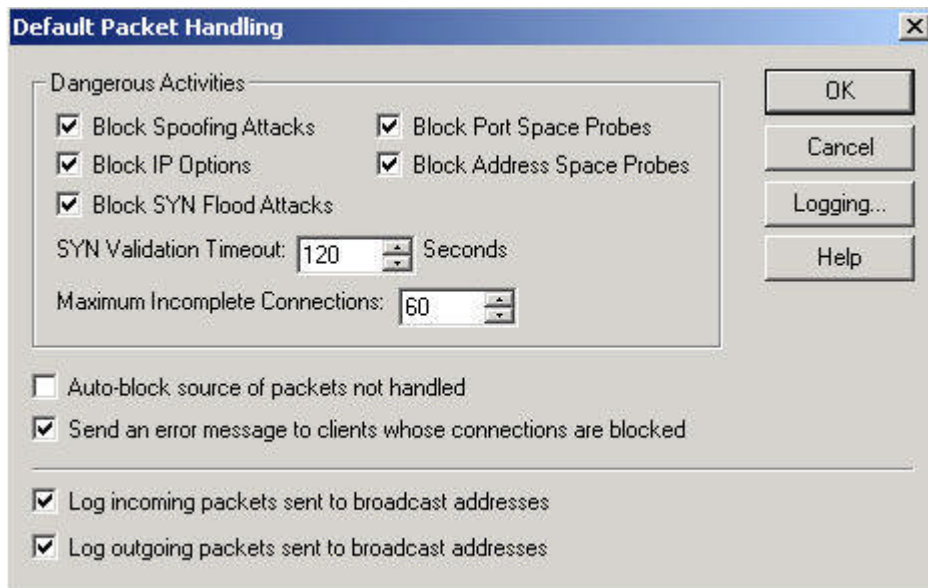 Default Packet Handling
Dangerous Activities
Block Spoofing Attacks
Block Port Space Probes
Block IP Options
Block Address Space Probes
Block SYN Flood Attacks
SYN Validation Timeout: 120 Seconds
Maximum Incomplete Connections: 60
OK
Cancel
Logging...
Help
Auto-block source of packets not handled
Send an error message to clients whose connections are blocked
Log incoming packets sent to broadcast addresses
Log outgoing packets sent to broadcast addresses